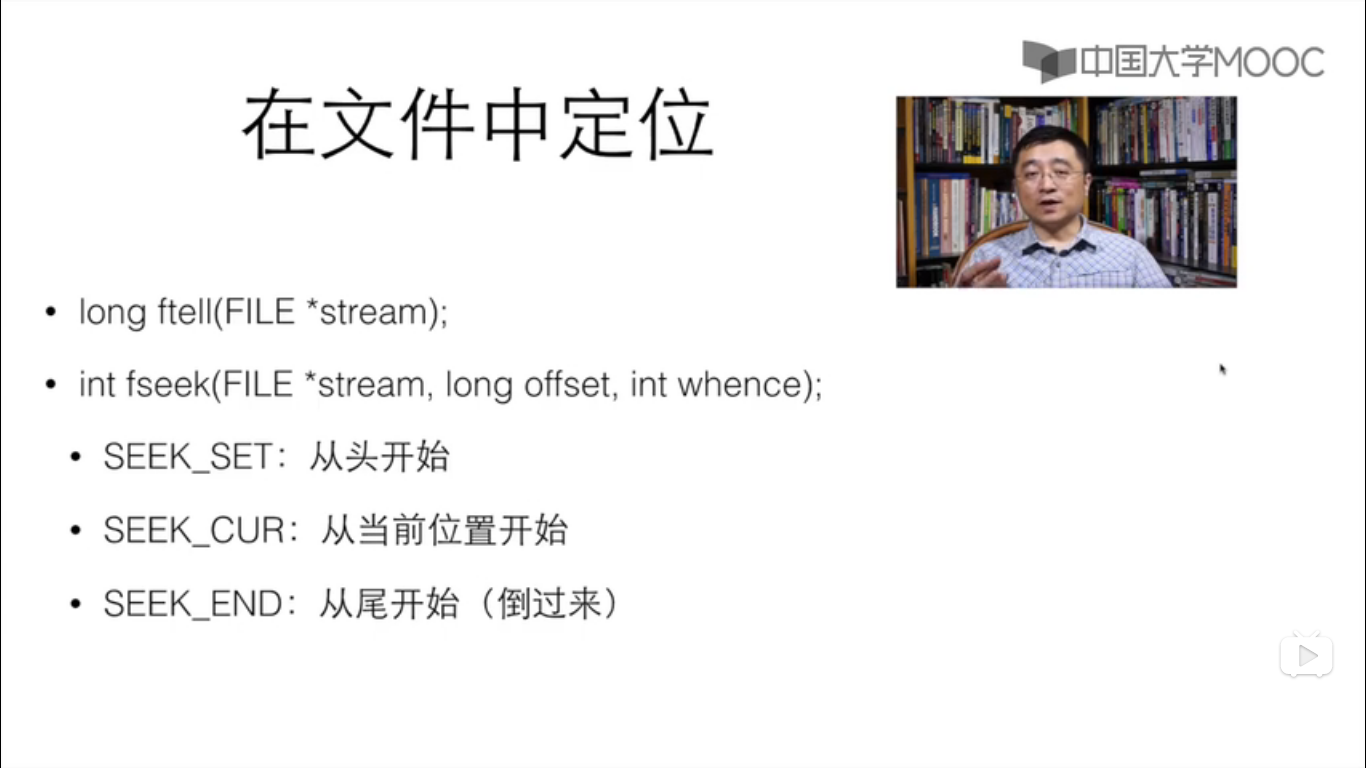 中国大学MOOC
在文件中定位
• long ftell(FILE *stream);
• int fseek(FILE *stream, long offset, int whence);
• SEEK_SET：从头开始
• SEEK_CUR：从当前位置开始
• SEEK_END：从尾开始（倒过来）